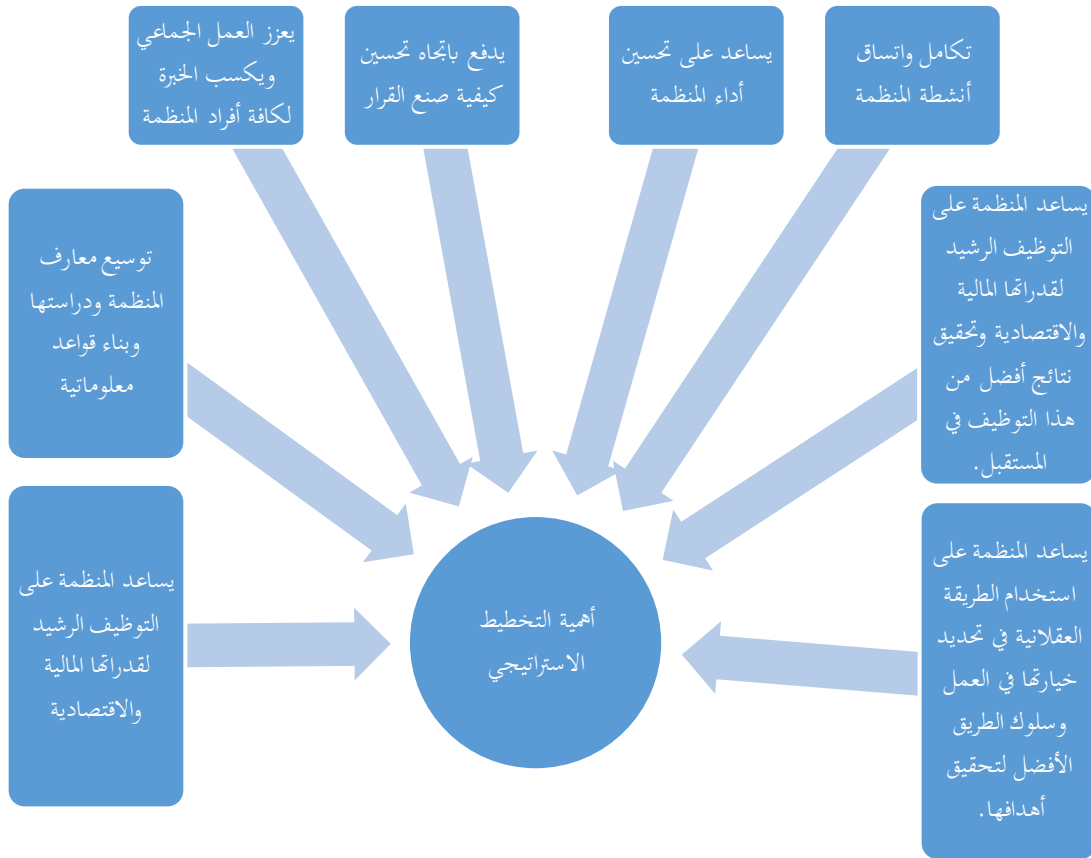 تكامل واتساق
أنشطة المنظمة
يساعد على تحسين
أداء المنظمة
يدفع باتجاه تحسين
كيفية صنع القرار
يعزز العمل الجماعي
ويكسب الخبرة
لكافة أفراد المنظمة
يساعد المنظمة على
التوظيف الرشيد
لقدراتها المالية
والاقتصادية وتحقيق
نتائج أفضل من
هذا التوظيف في
المستقبل.
توسيع معارف
المنظمة ودراستها
وبناء قواعد
معلوماتية
يساعد المنظمة على
استخدام الطريقة
العقلانية في تحديد
خيارتها في العمل
وسلوك الطريق
الأفضل لتحقيق
أهدافها.
أهمية التخطيط
الاستراتيجي
يساعد المنظمة على
التوظيف الرشيد
لقدراتها المالية
والاقتصادية